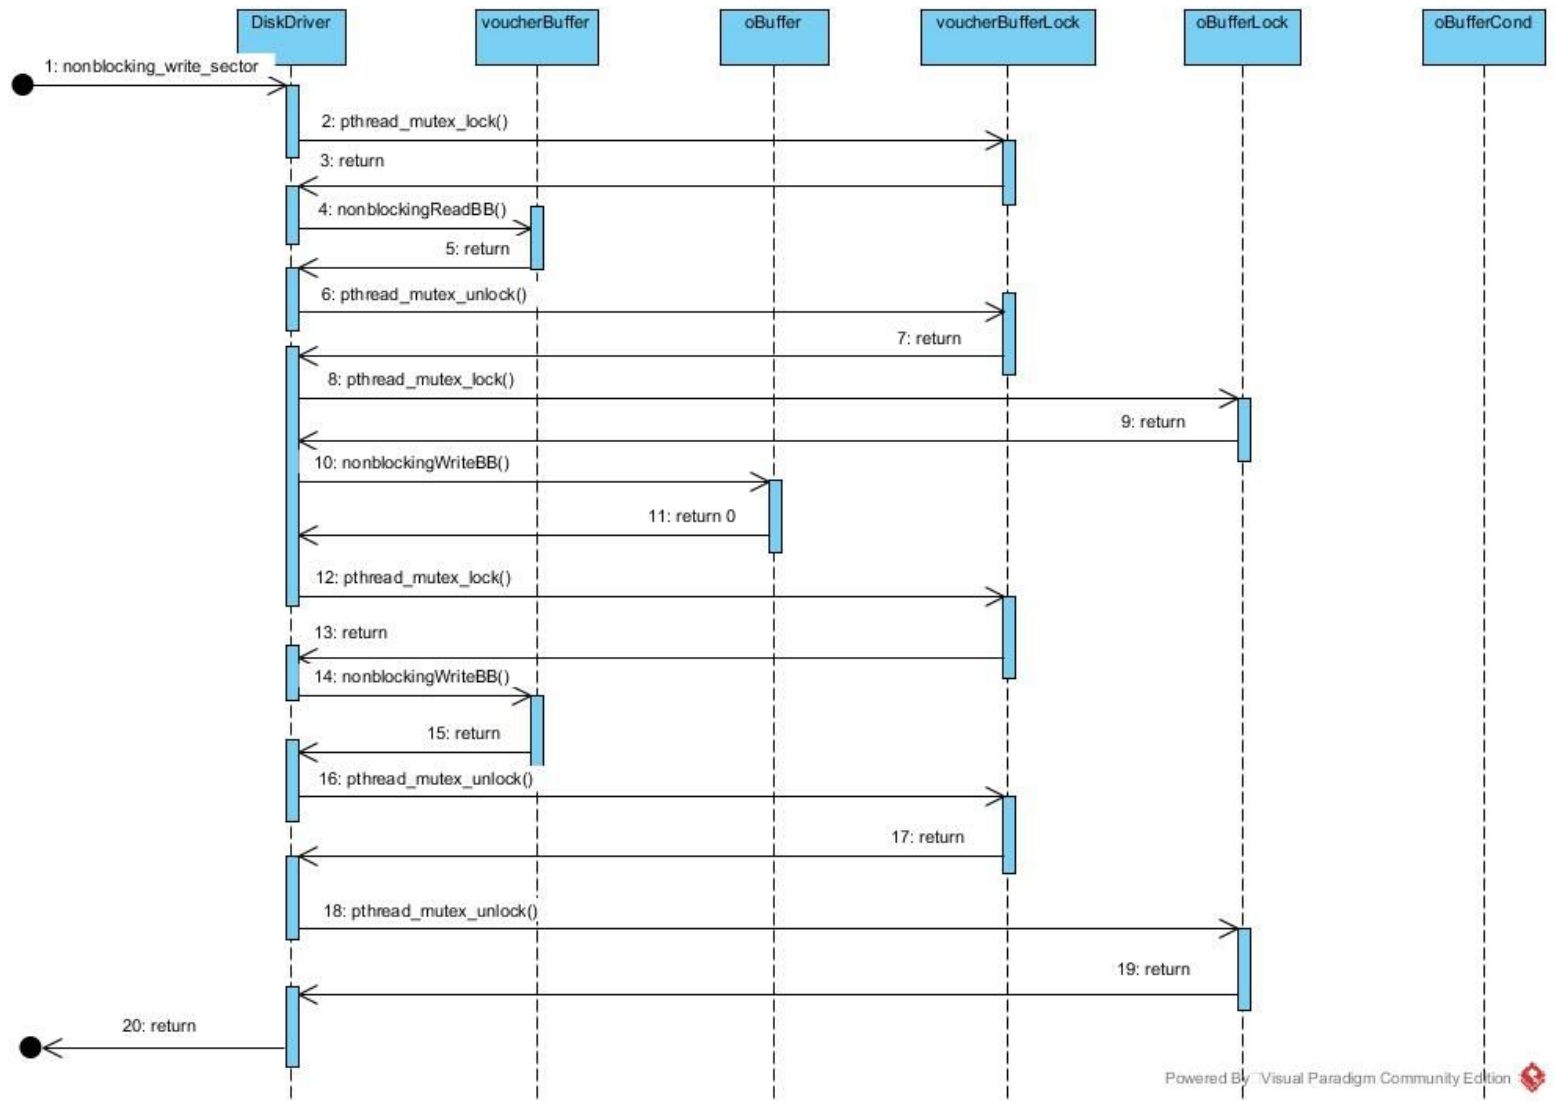 DiskDriver
voucherBuffer
oBuffer
voucherBufferLock
oBufferLock
oBufferCond
1: nonblocking_write_sector
2: pthread_mutex_lock()
3: return
4: nonblockingReadBB()
5: return
6: pthread_mutex_unlock()
7: return
8: pthread_mutex_lock()
9: return
10: nonblockingWriteBB()
11: return 0
12: pthread_mutex_lock()
13: return
14: nonblockingWriteBB()
15: return
16: pthread_mutex_unlock()
17: return
18: pthread_mutex_unlock()
19: return
20: return
Powered By Visual Paradigm Community Edition